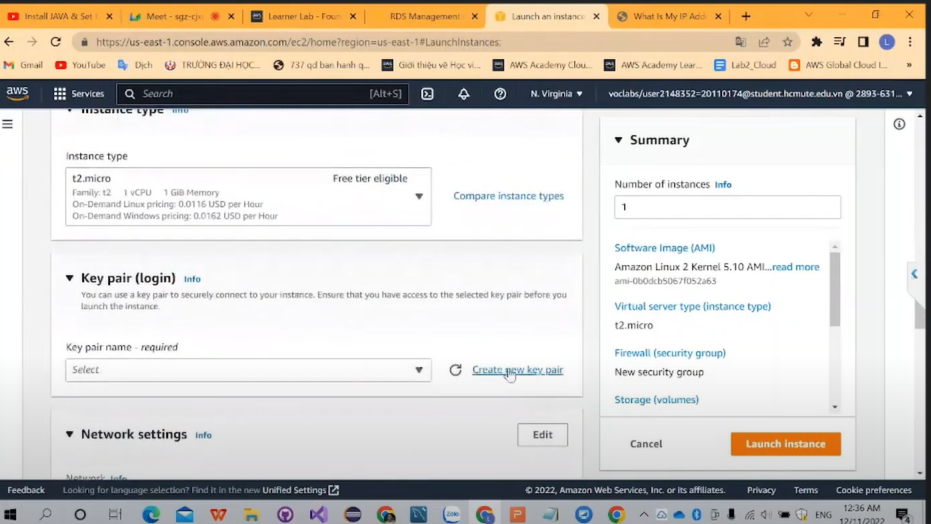 Install JAVA & Set
Meet - sgz-cjx
Learner Lab - Foun
RDS Management
Launch an instance
What Is My IP Add
https://us-east-1.console.aws.amazon.com/ec2/home?region=us-east-1#LaunchInstances:
Gmail
YouTube
Dịch
TRƯỜNG ĐẠI HỌC...
737 qd ban hanh q...
Giới thiệu về Học vi...
AWS Academy Clou...
AWS Academy Lear...
Lab2_Cloud
AWS Global Cloud I...
aws
Services
Search
[Alt+S]
N. Virginia
voclabs/user2148352=20110174@student.hcmute.edu.vn @ 2893-631...
Instance type
Info
Instance type
t2.micro
Free tier eligible
Family: t2 1 vCPU 1 GiB Memory
On-Demand Linux pricing: 0.0116 USD per Hour
On-Demand Windows pricing: 0.0162 USD per Hour
Compare instance types
Key pair (login)
Info
You can use a key pair to securely connect to your instance. Ensure that you have access to the selected key pair before you
launch the instance.
Key pair name - required
Select
Create new key pair
Network settings
Info
Edit
Network Info
Summary
Number of instances Info
1
Software Image (AMI)
Amazon Linux 2 Kernel 5.10 AMI...read more
ami-0b0dcb5067f052a63
Virtual server type (instance type)
t2.micro
Firewall (security group)
New security group
Storage (volumes)
Cancel
Launch instance
Feedback
Looking for language selection? Find it in the new Unified Settings
© 2022, Amazon Web Services, Inc. or its affiliates.
Privacy
Terms
Cookie preferences
ENG
12:36 AM
12/11/2022